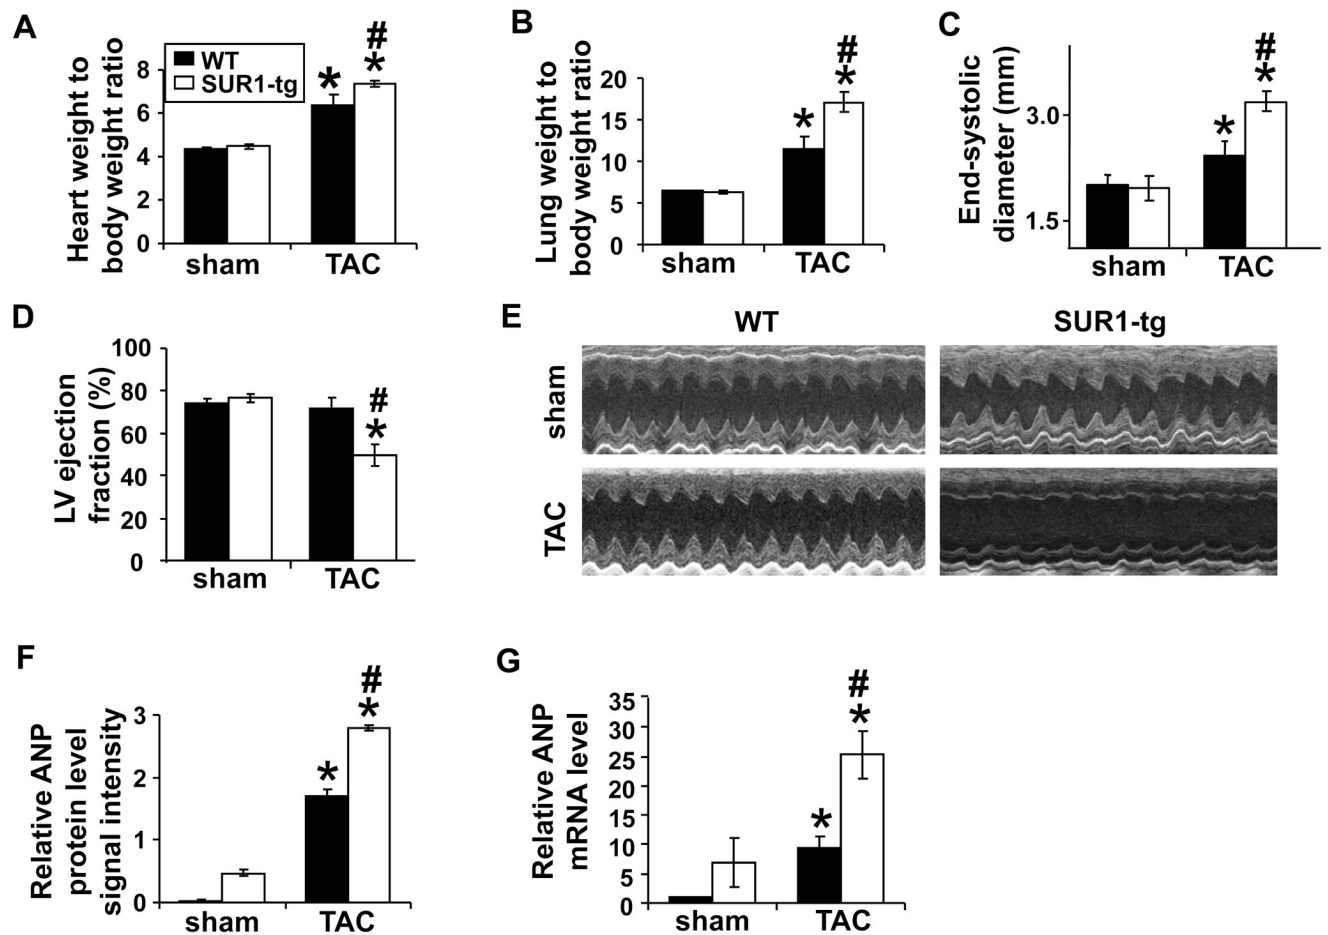 A
Heart weight to
body weight ratio
8
6
4
2
0
WT
SUR1-tg
*
#
*
sham
TAC
B
Lung weight to
body weight ratio
20
15
10
5
0
*
#
*
sham
TAC
C
End-systolic
diameter (mm)
3.0
1.5
*
#
*
sham
TAC
D
LV ejection
fraction (%)
100
80
60
40
20
0
#
*
sham
TAC
E
WT
SUR1-tg
sham
TAC
F
Relative ANP
protein level
signal intensity
3
2
1
0
*
#
*
sham
TAC
G
Relative ANP
mRNA level
35
30
25
20
15
10
5
0
*
#
*
sham
TAC